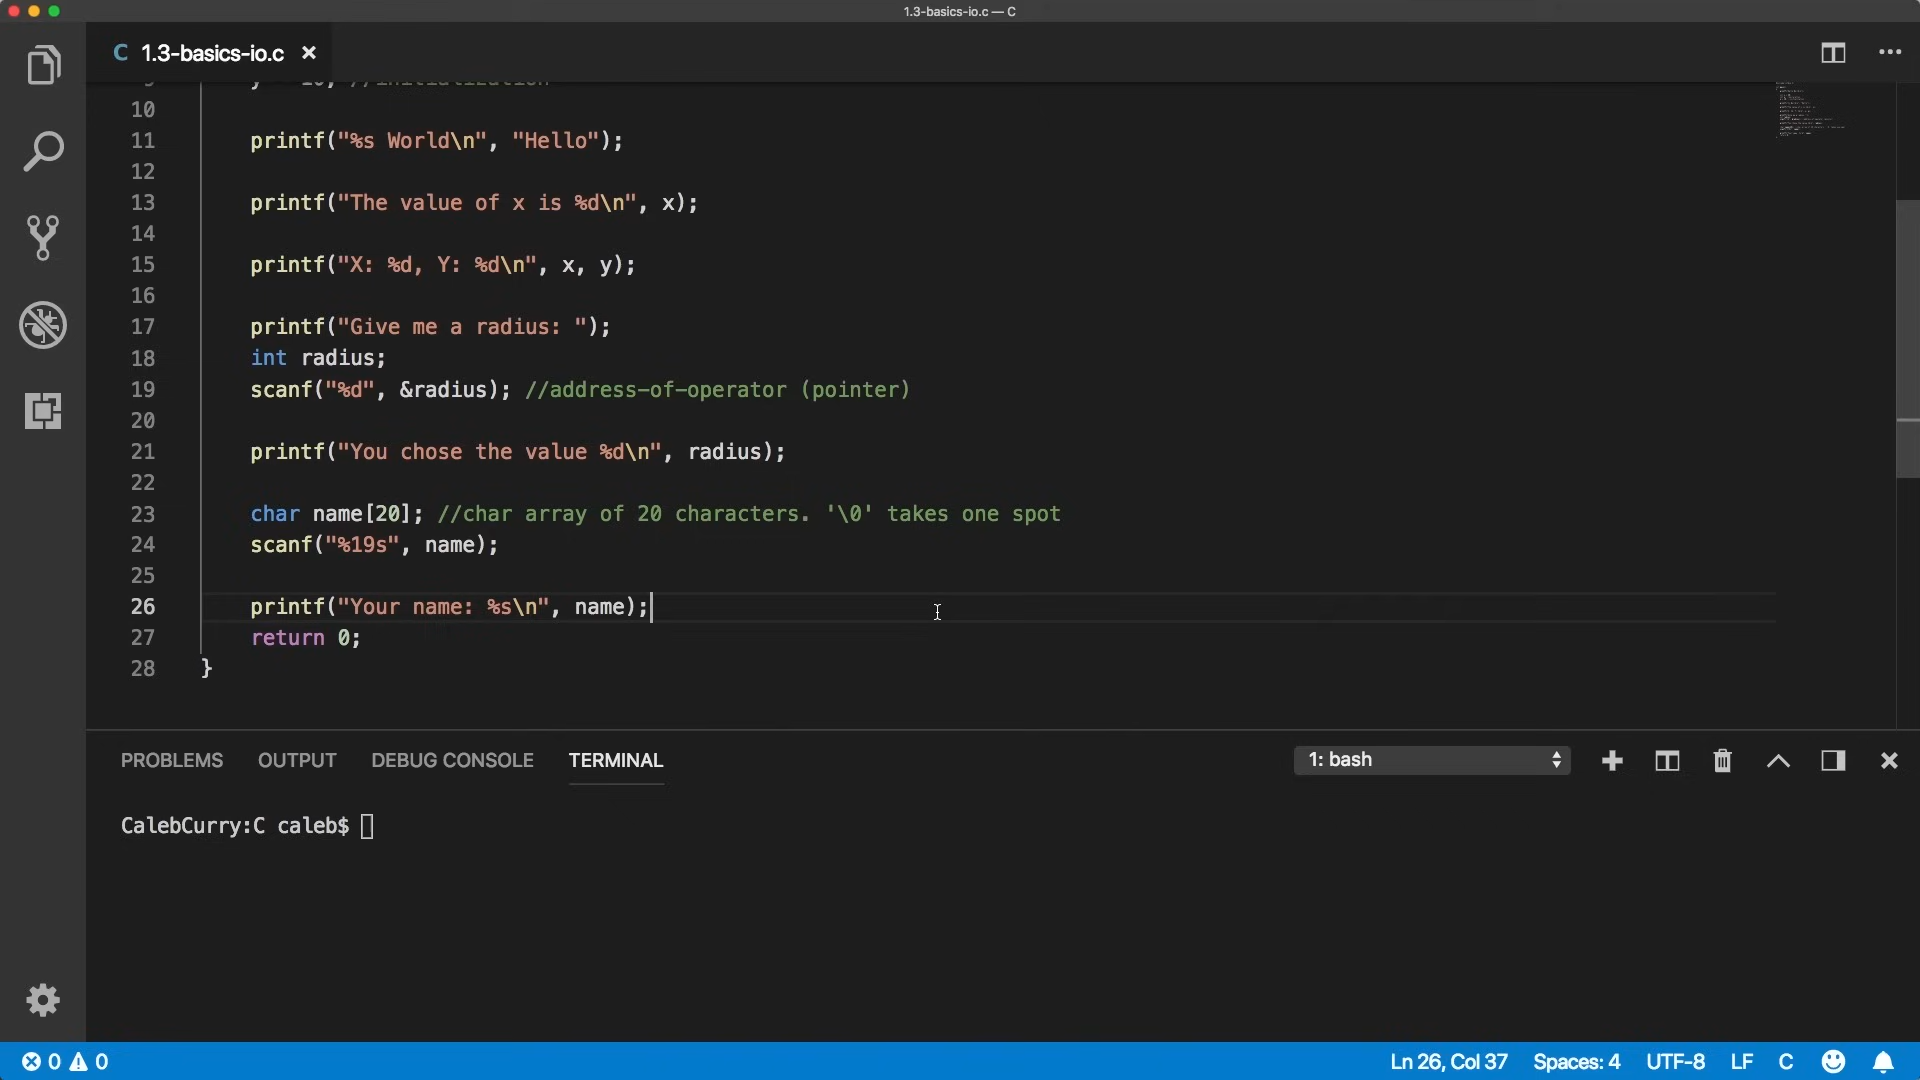 1.3-basics-io.c — C
C 1.3-basics-io.c ×
10
11 printf("%s World\n", "Hello");
12
13 printf("The value of x is %d\n", x);
14
15 printf("X: %d, Y: %d\n", x, y);
16
17 printf("Give me a radius: ");
18 int radius;
19 scanf("%d", &radius); //address-of-operator (pointer)
20
21 printf("You chose the value %d\n", radius);
22
23 char name[20]; //char array of 20 characters. '\0' takes one spot
24 scanf("%19s", name);
25
26 printf("Your name: %s\n", name);
27 return 0;
28 }
PROBLEMS OUTPUT DEBUG CONSOLE TERMINAL 1: bash
CalebCurry:C caleb$
0 0 Ln 26, Col 37 Spaces: 4 UTF-8 LF C